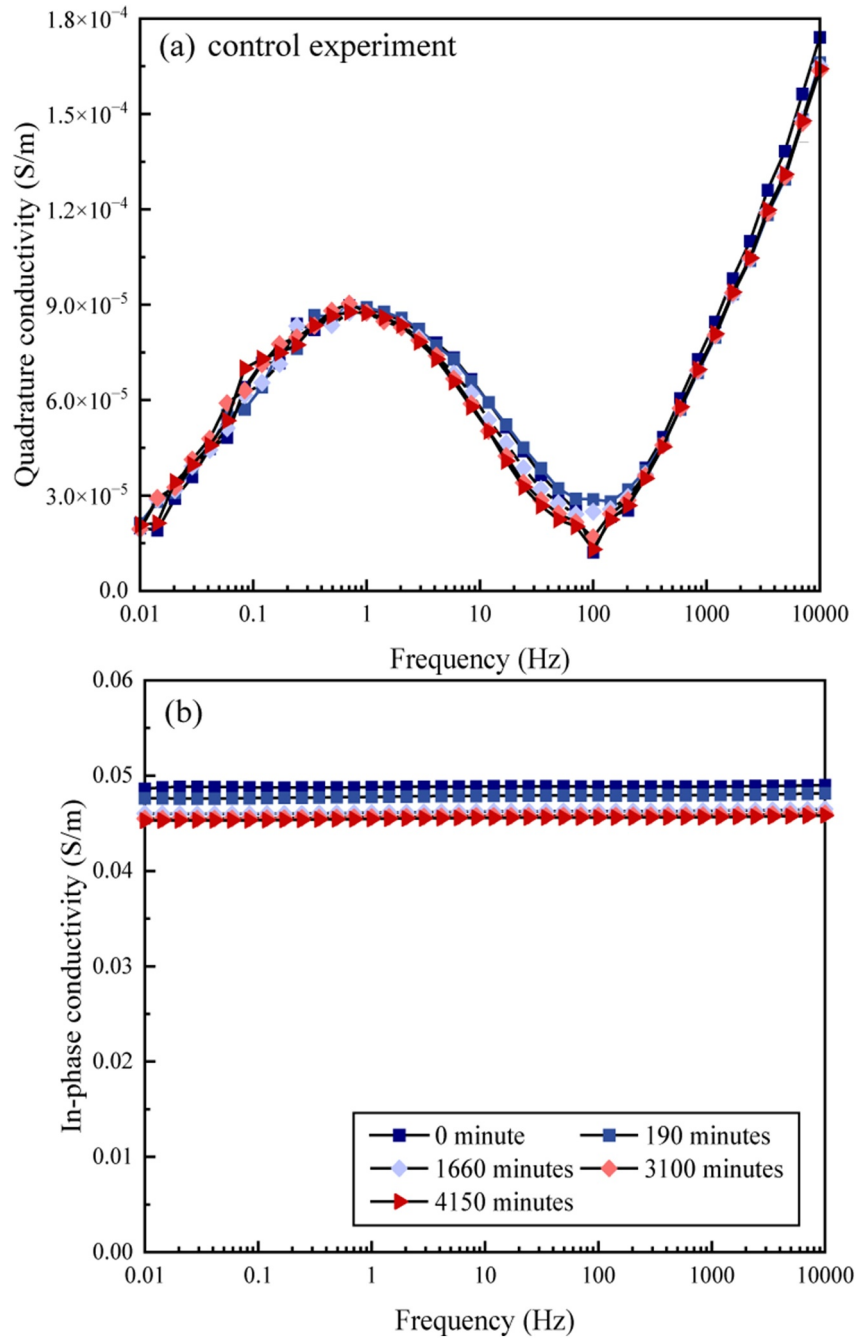 (a) control experiment
Quadrature conductivity (S/m)
1.8×10⁻⁴
1.5×10⁻⁴
1.2×10⁻⁴
9.0×10⁻⁵
6.0×10⁻⁵
3.0×10⁻⁵
0.0
0.01 0.1 1 10 100 1000 10000
Frequency (Hz)
(b)
In-phase conductivity (S/m)
0.06
0.05
0.04
0.03
0.02
0.01
0.00
0 minute 190 minutes
1660 minutes 3100 minutes
4150 minutes
0.01 0.1 1 10 100 1000 10000
Frequency (Hz)